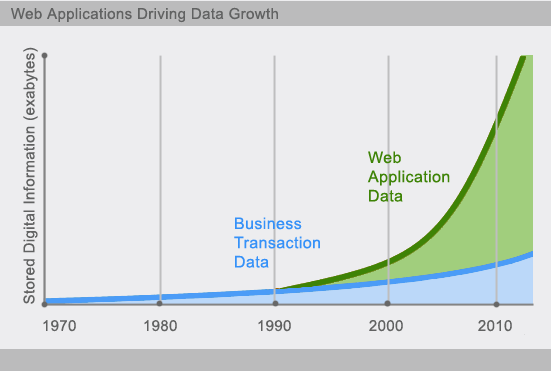 Web Applications Driving Data Growth
Stored Digital Information (exabytes)
Web
Application
Data
Business
Transaction
Data
1970 1980 1990 2000 2010